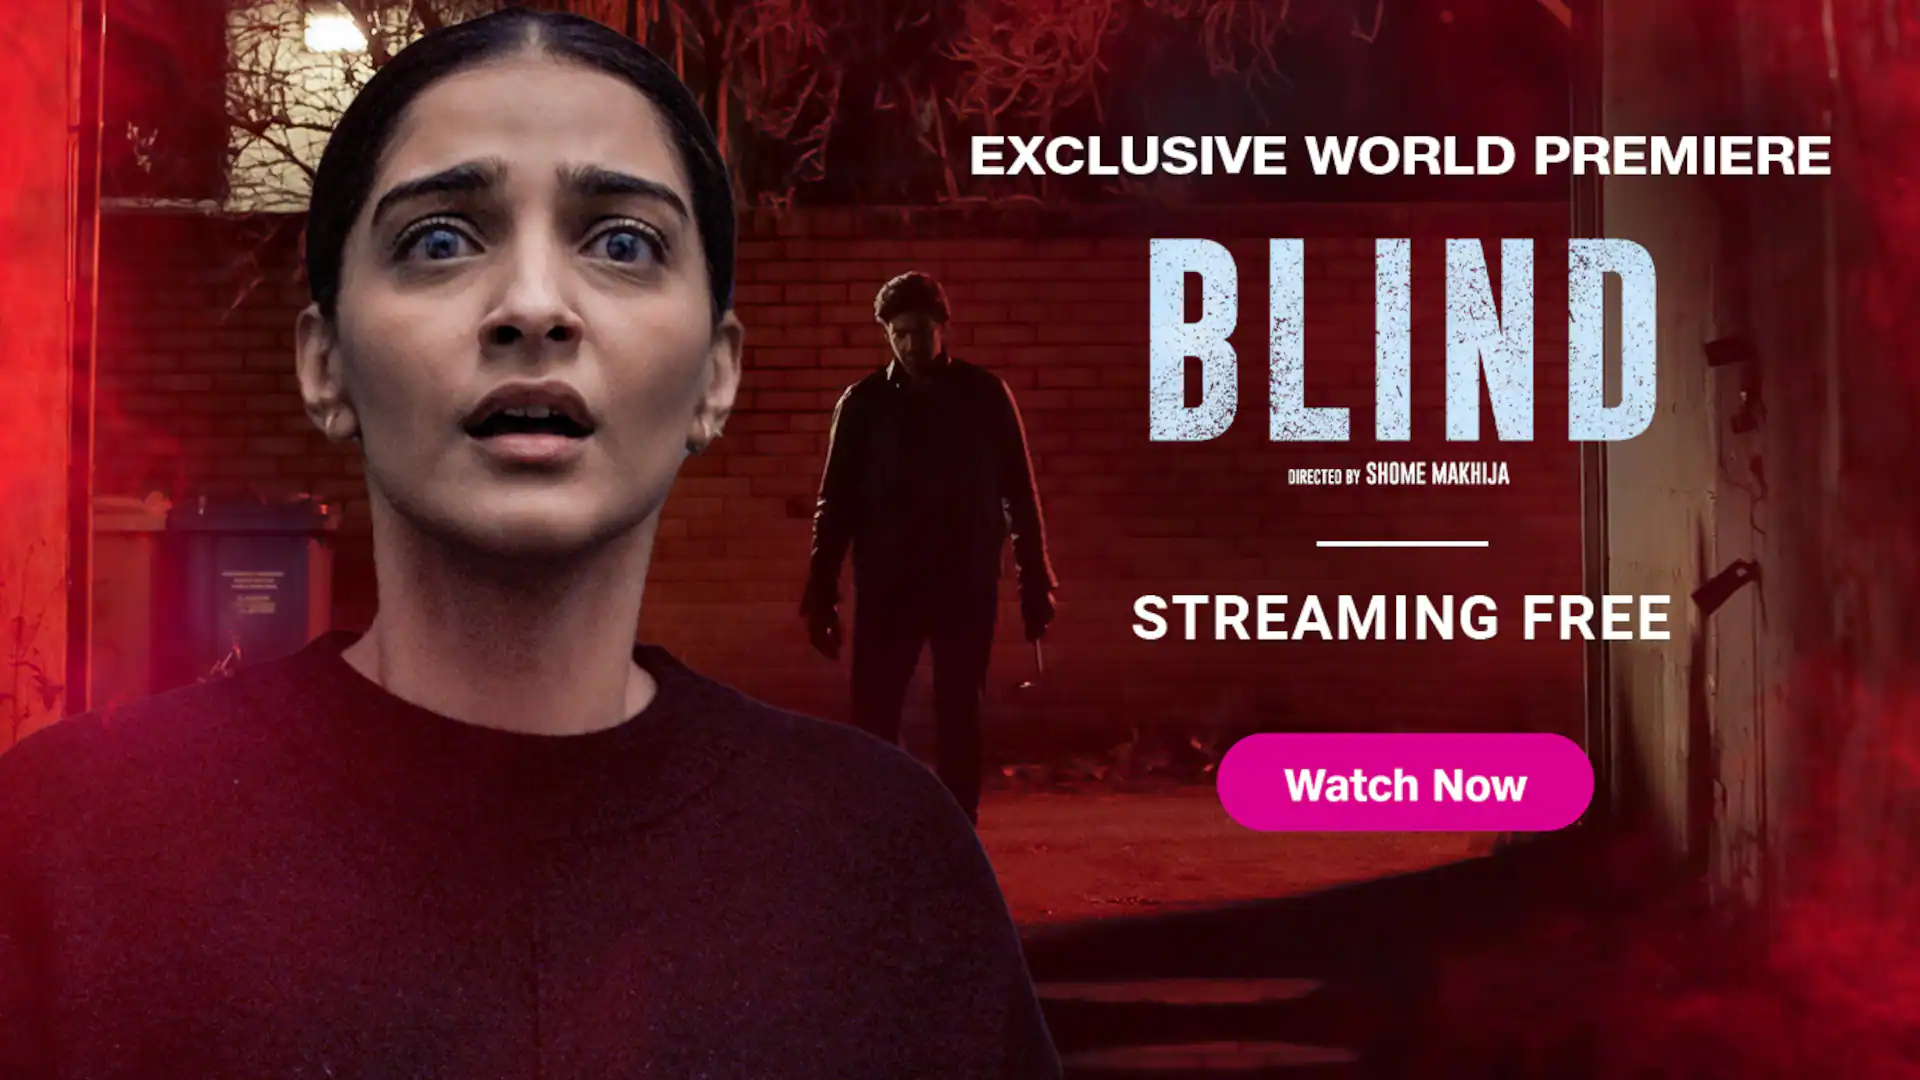 EXCLUSIVE WORLD PREMIERE
BLIND
DIRECTED BY SHOME MAKHIJA
STREAMING FREE
Watch Now